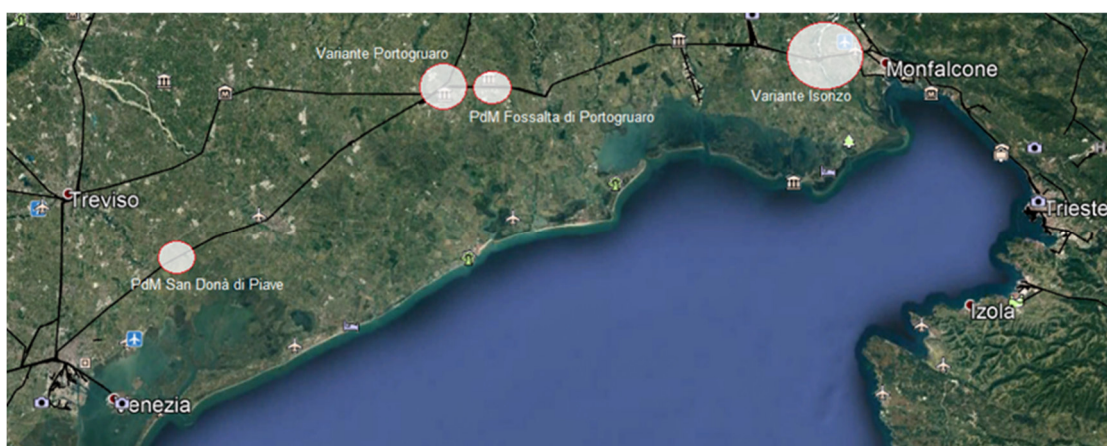 Variante Portogruaro
PdM Fossalta di Portogruaro
Variante Isonzo
Monfalcone
Treviso
Trieste
PdM San Donà di Piave
Izola
Venezia